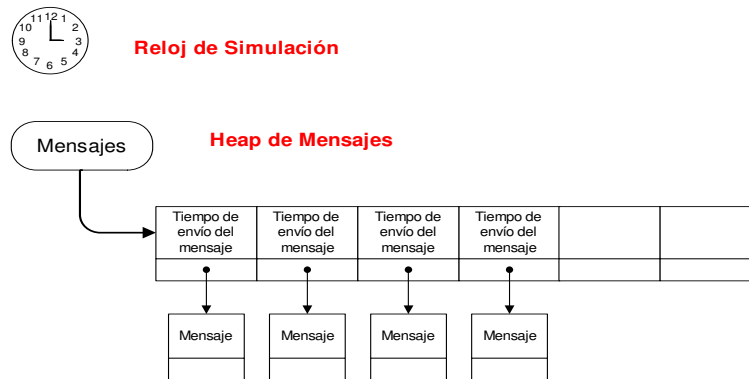 11 12 1
10 2
9 3
8 4
7 6 5
Reloj de Simulación
Mensajes
Heap de Mensajes
Tiempo de
envío del
mensaje
Tiempo de
envío del
mensaje
Tiempo de
envío del
mensaje
Tiempo de
envío del
mensaje
Mensaje
Mensaje
Mensaje
Mensaje